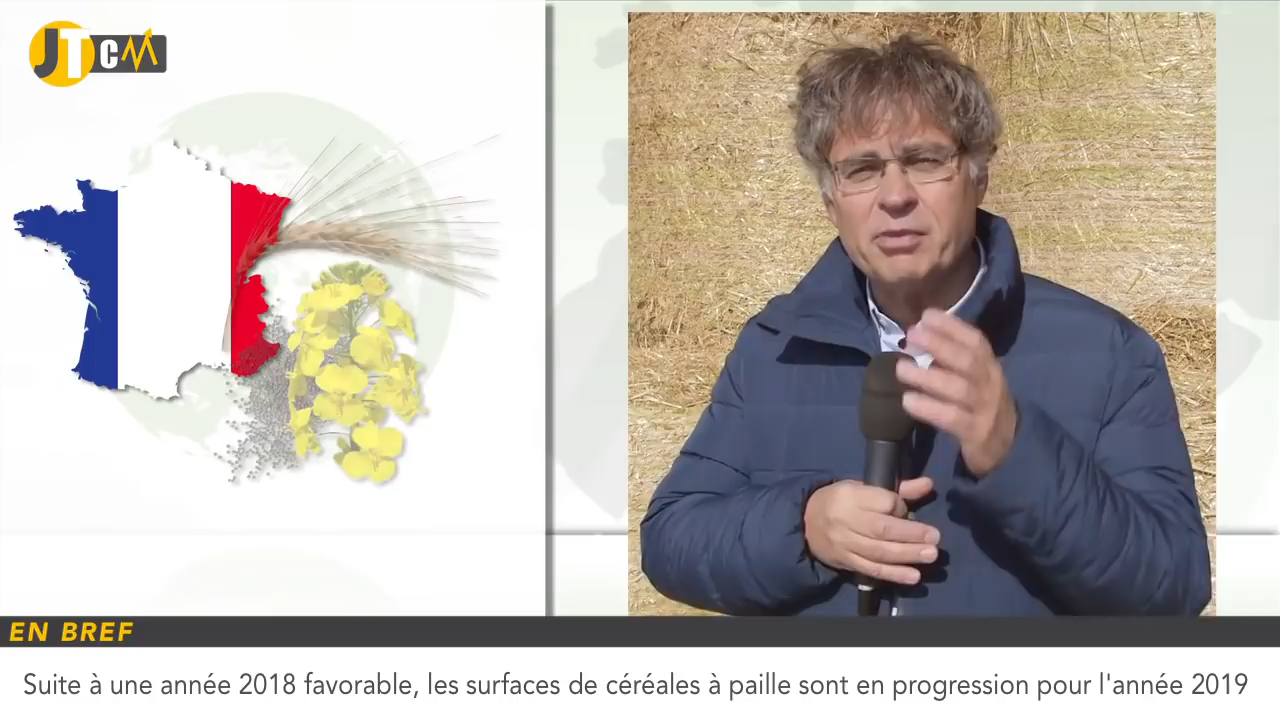 JTCM
EN BREF
Suite à une année 2018 favorable, les surfaces de céréales à paille sont en progression pour l'année 2019